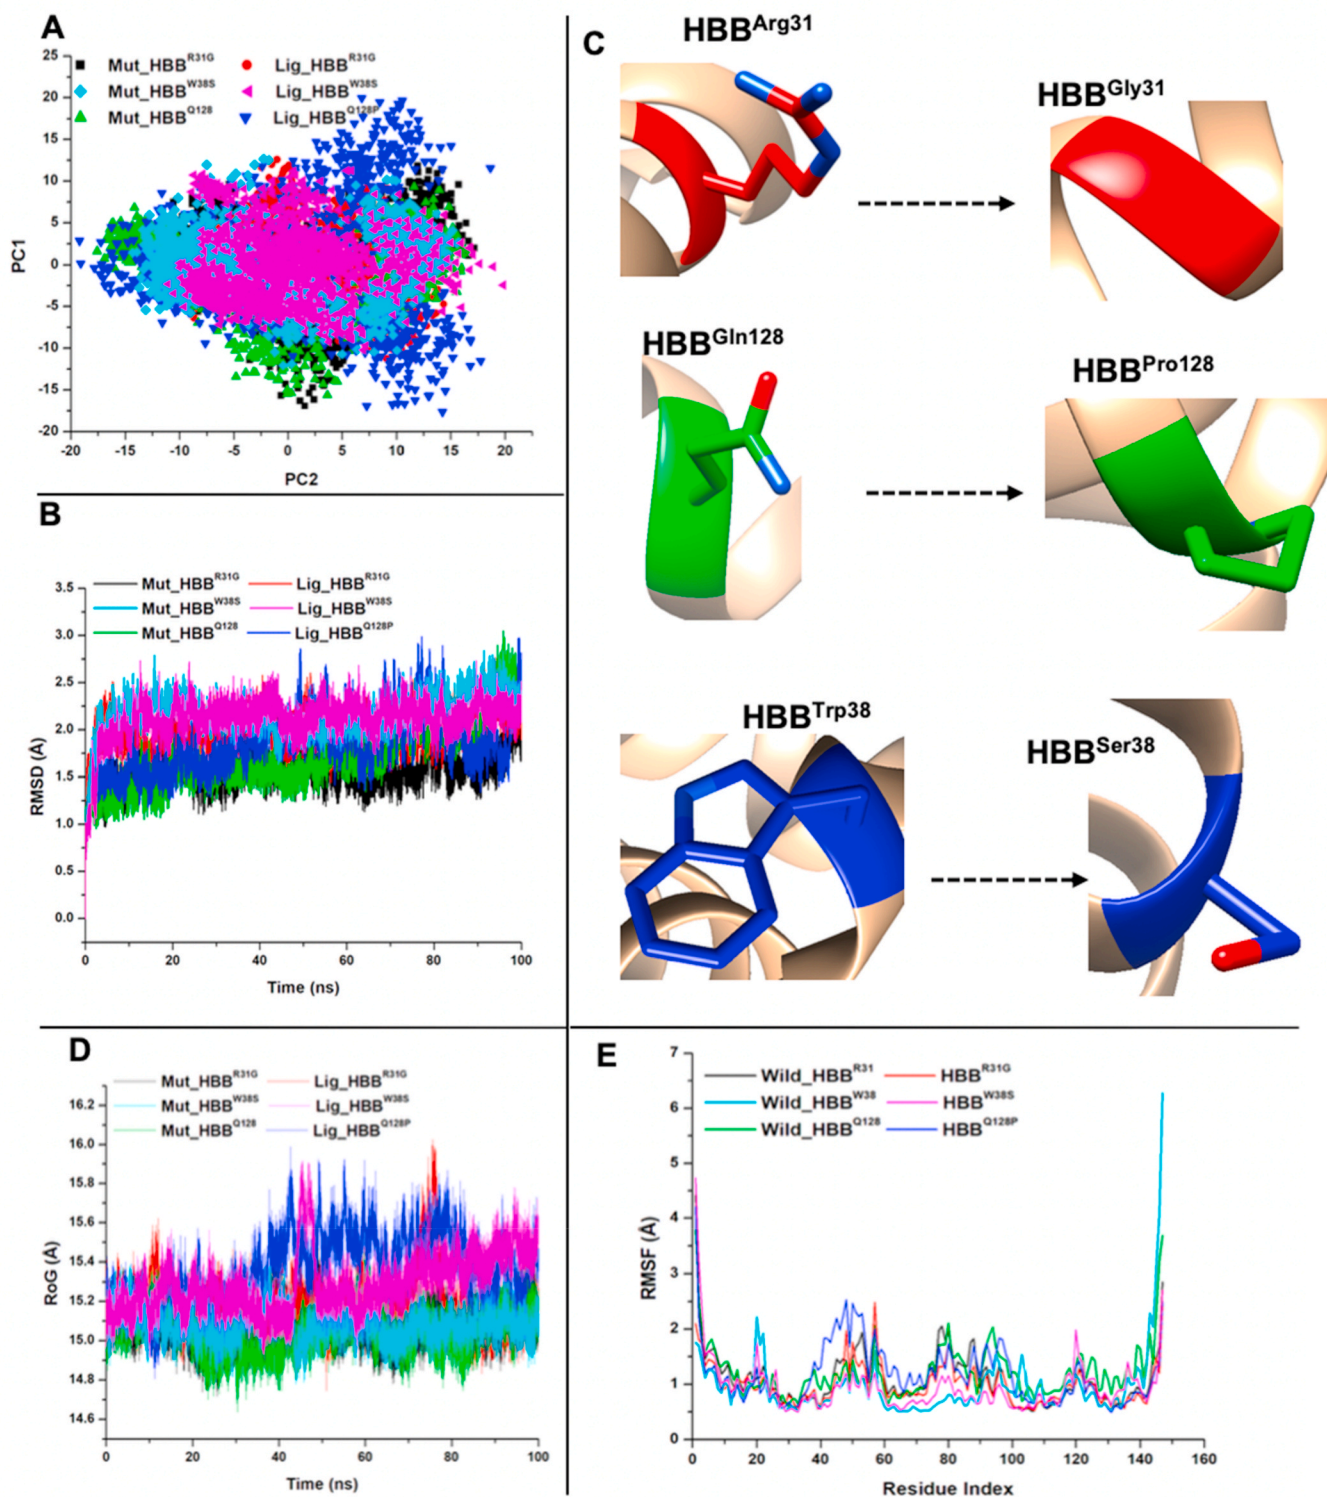 A
25
20
15
10
5
0
-5
-10
-15
-20
PC1
Mut_HBB^R31G Lig_HBB^R31G
Mut_HBB^W38S Lig_HBB^W38S
Mut_HBB^Q128 Lig_HBB^Q128P
-20 -15 -10 -5 0 5 10 15 20
PC2
B
3.5
3.0
2.5
2.0
1.5
1.0
0.5
0.0
RMSD (Å)
Mut_HBB^R31G Lig_HBB^R31G
Mut_HBB^W38S Lig_HBB^W38S
Mut_HBB^Q128 Lig_HBB^Q128P
0 20 40 60 80 100
Time (ns)
C
HBB^Arg31
HBB^Gly31
HBB^Gln128
HBB^Pro128
HBB^Trp38
HBB^Ser38
D
16.2
16.0
15.8
15.6
15.4
15.2
15.0
14.8
14.6
RoG (Å)
Mut_HBB^R31G Lig_HBB^R31G
Mut_HBB^W38S Lig_HBB^W38S
Mut_HBB^Q128 Lig_HBB^Q128P
0 20 40 60 80 100
Time (ns)
E
7
6
5
4
3
2
1
0
RMSF (Å)
Wild_HBB^R31 HBB^R31G
Wild_HBB^W38 HBB^W38S
Wild_HBB^Q128 HBB^Q128P
0 20 40 60 80 100 120 140 160
Residue Index